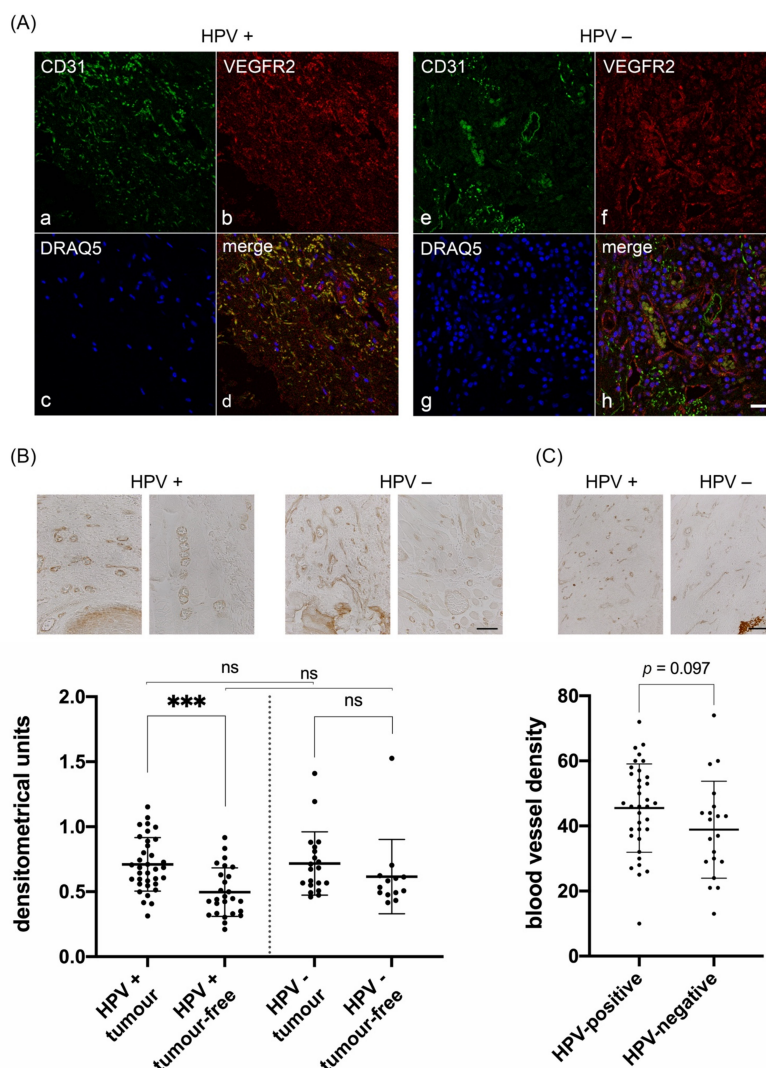 (A)
HPV +
HPV –
CD31
VEGFR2
CD31
VEGFR2
a
b
e
f
DRAQ5
merge
DRAQ5
merge
c
d
g
h
(B)
(C)
HPV +
HPV –
HPV +
HPV –
ns
ns
***
ns
p = 0.097
densitometrical units
2.0
1.5
1.0
0.5
0.0
HPV +
tumour
HPV +
tumour-free
HPV -
tumour
HPV -
tumour-free
blood vessel density
80
60
40
20
0
HPV-positive
HPV-negative